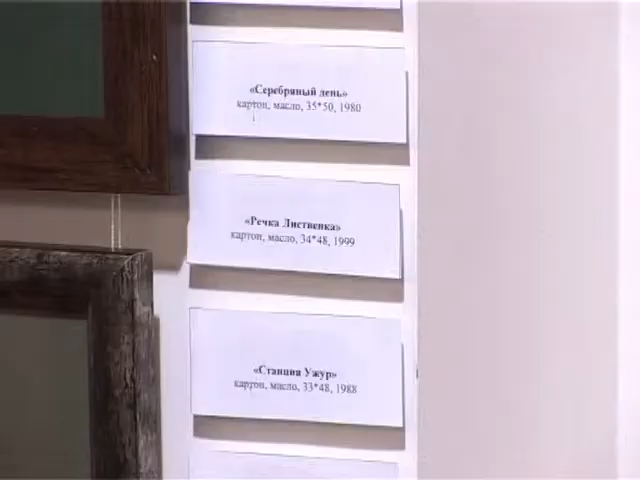 «Серебряный день»
картон, масло, 35*50, 1980
«Речка Лиственка»
картон, масло, 34*48, 1999
«Станция Ужур»
картон, масло, 33*48, 1988